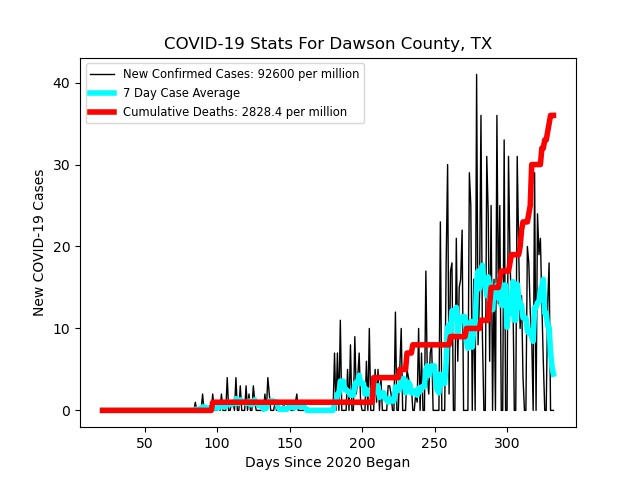 COVID-19 Stats For Dawson County, TX
New Confirmed Cases: 92600 per million
7 Day Case Average
Cumulative Deaths: 2828.4 per million
New COVID-19 Cases
40
30
20
10
0
50 100 150 200 250 300
Days Since 2020 Began